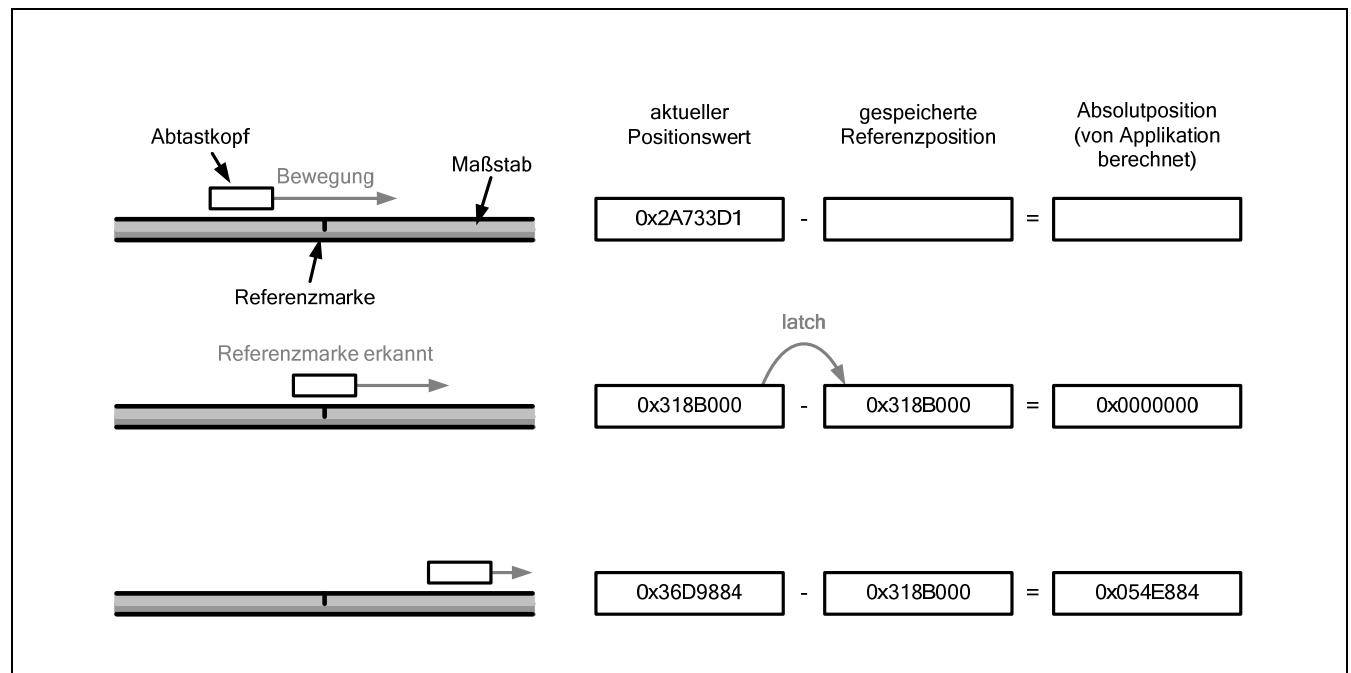 aktueller
Positionswert
gespeicherte
Referenzposition
Absolutposition
(von Applikation
berechnet)
Abtastkopf
Bewegung
Maßstab
0x2A733D1 - =
Referenzmarke
latch
Referenzmarke erkannt
0x318B000 - 0x318B000 = 0x0000000
0x36D9884 - 0x318B000 = 0x054E884